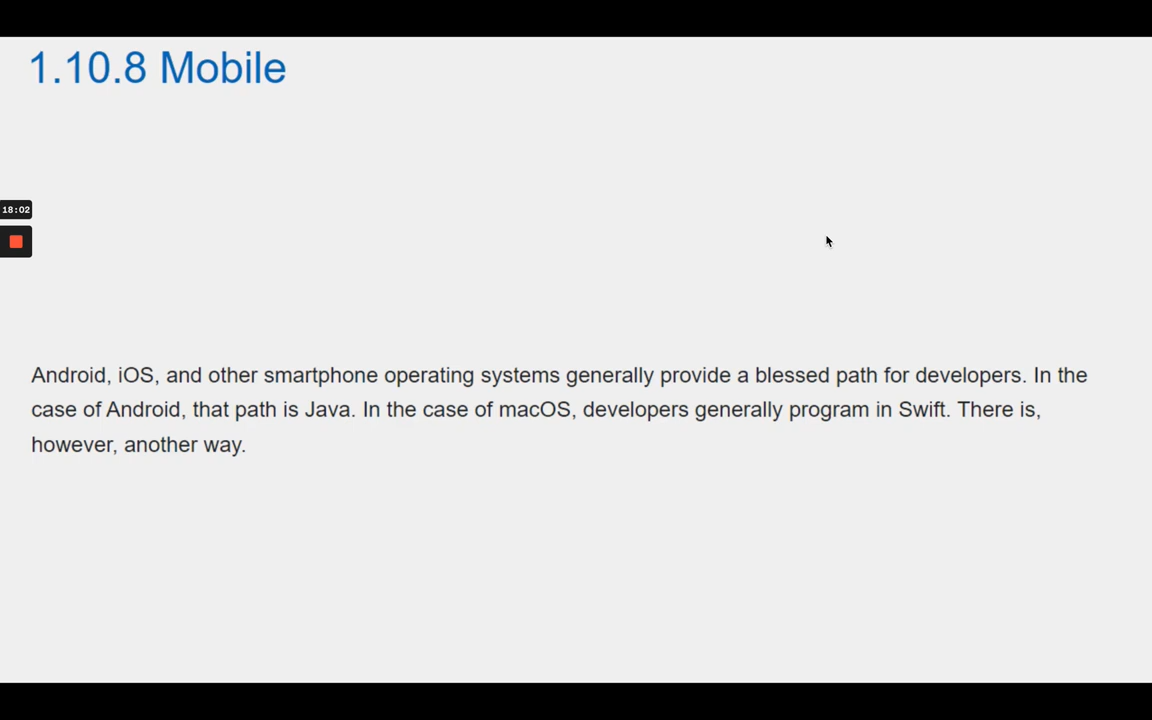 1.10.8 Mobile
18:02
Android, iOS, and other smartphone operating systems generally provide a blessed path for developers. In the
case of Android, that path is Java. In the case of macOS, developers generally program in Swift. There is,
however, another way.